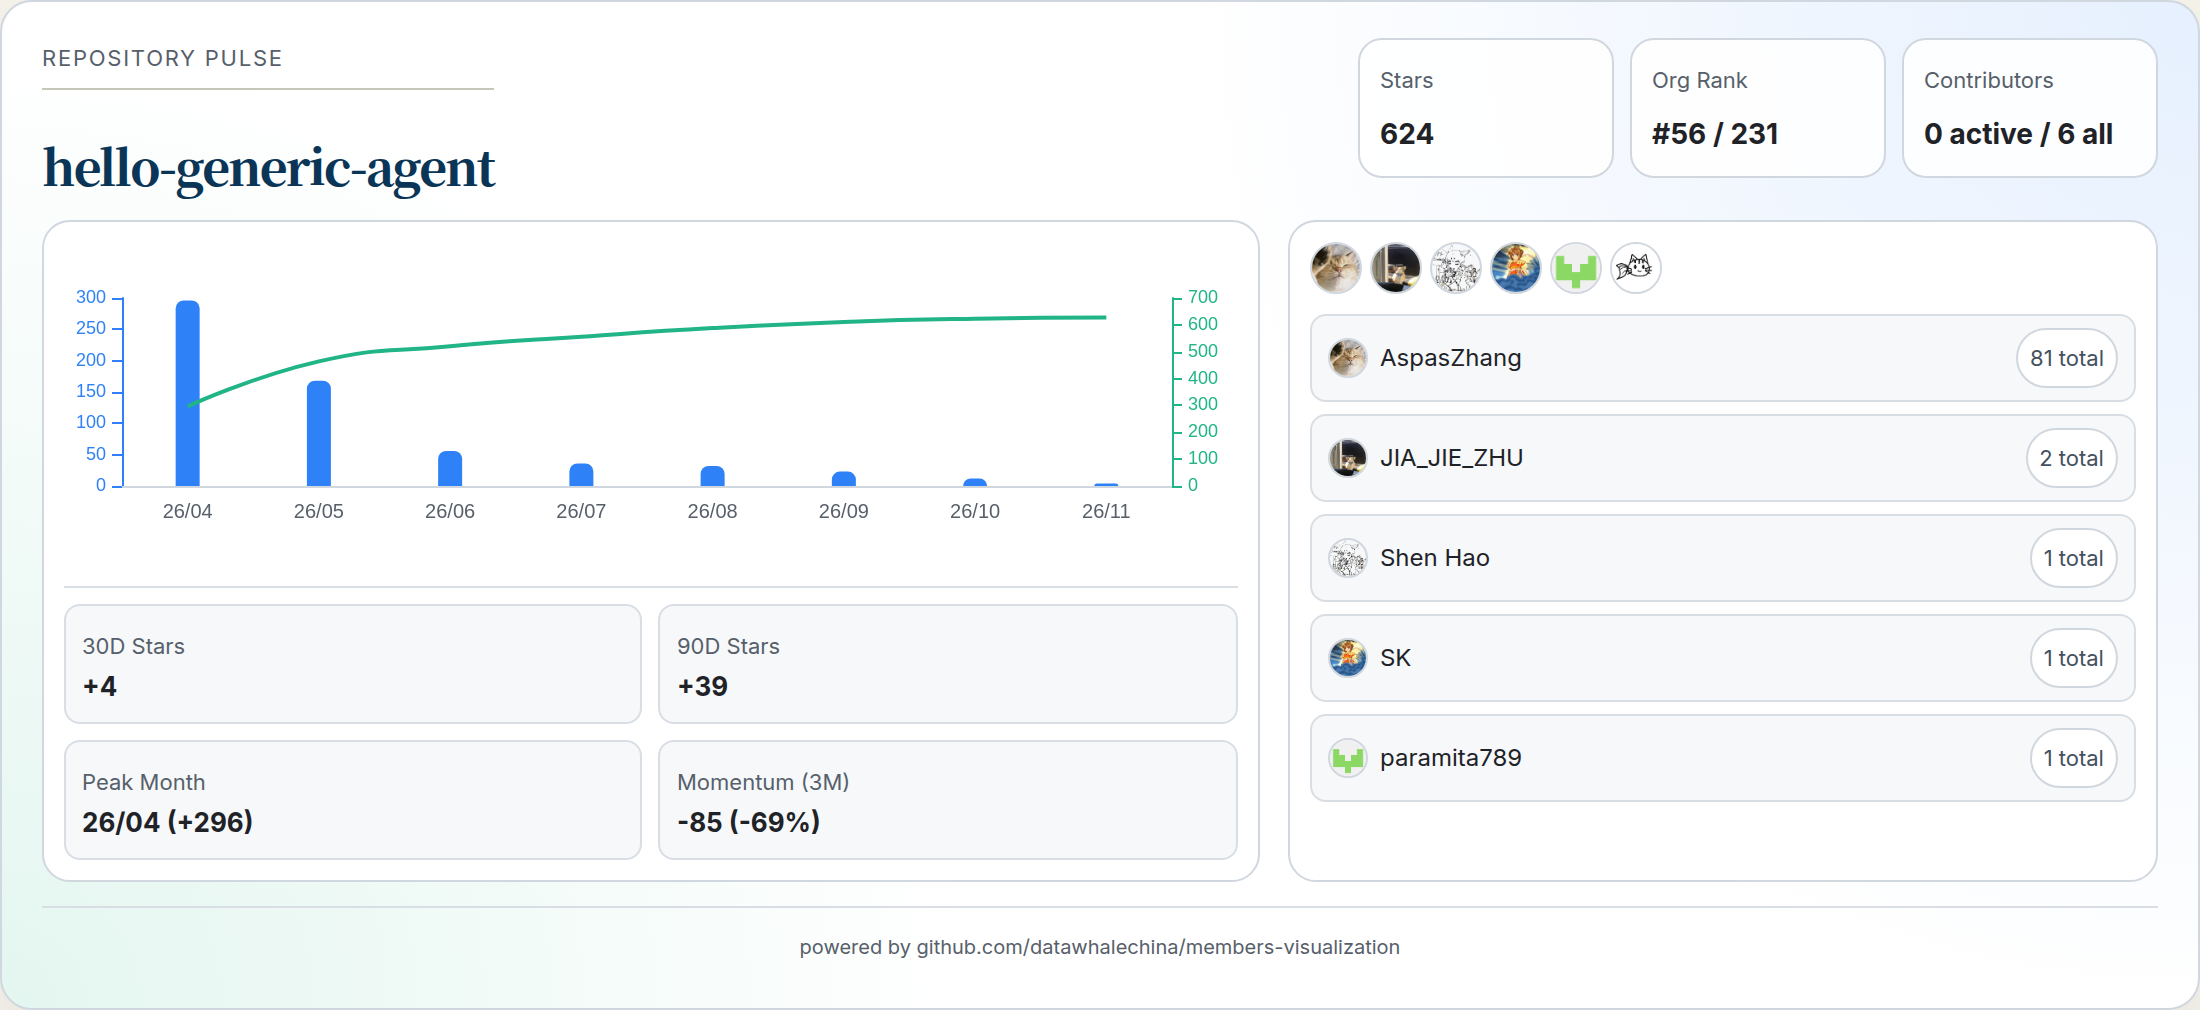 REPOSITORY PULSE
hello-generic-agent
Stars
624
Org Rank
#56 / 231
Contributors
0 active / 6 all
300
250
200
150
100
50
0
700
600
500
400
300
200
100
0
26/04
26/05
26/06
26/07
26/08
26/09
26/10
26/11
30D Stars
+4
90D Stars
+39
Peak Month
26/04 (+296)
Momentum (3M)
-85 (-69%)
AspasZhang
81 total
JIA_JIE_ZHU
2 total
Shen Hao
1 total
SK
1 total
paramita789
1 total
powered by github.com/datawhalechina/members-visualization